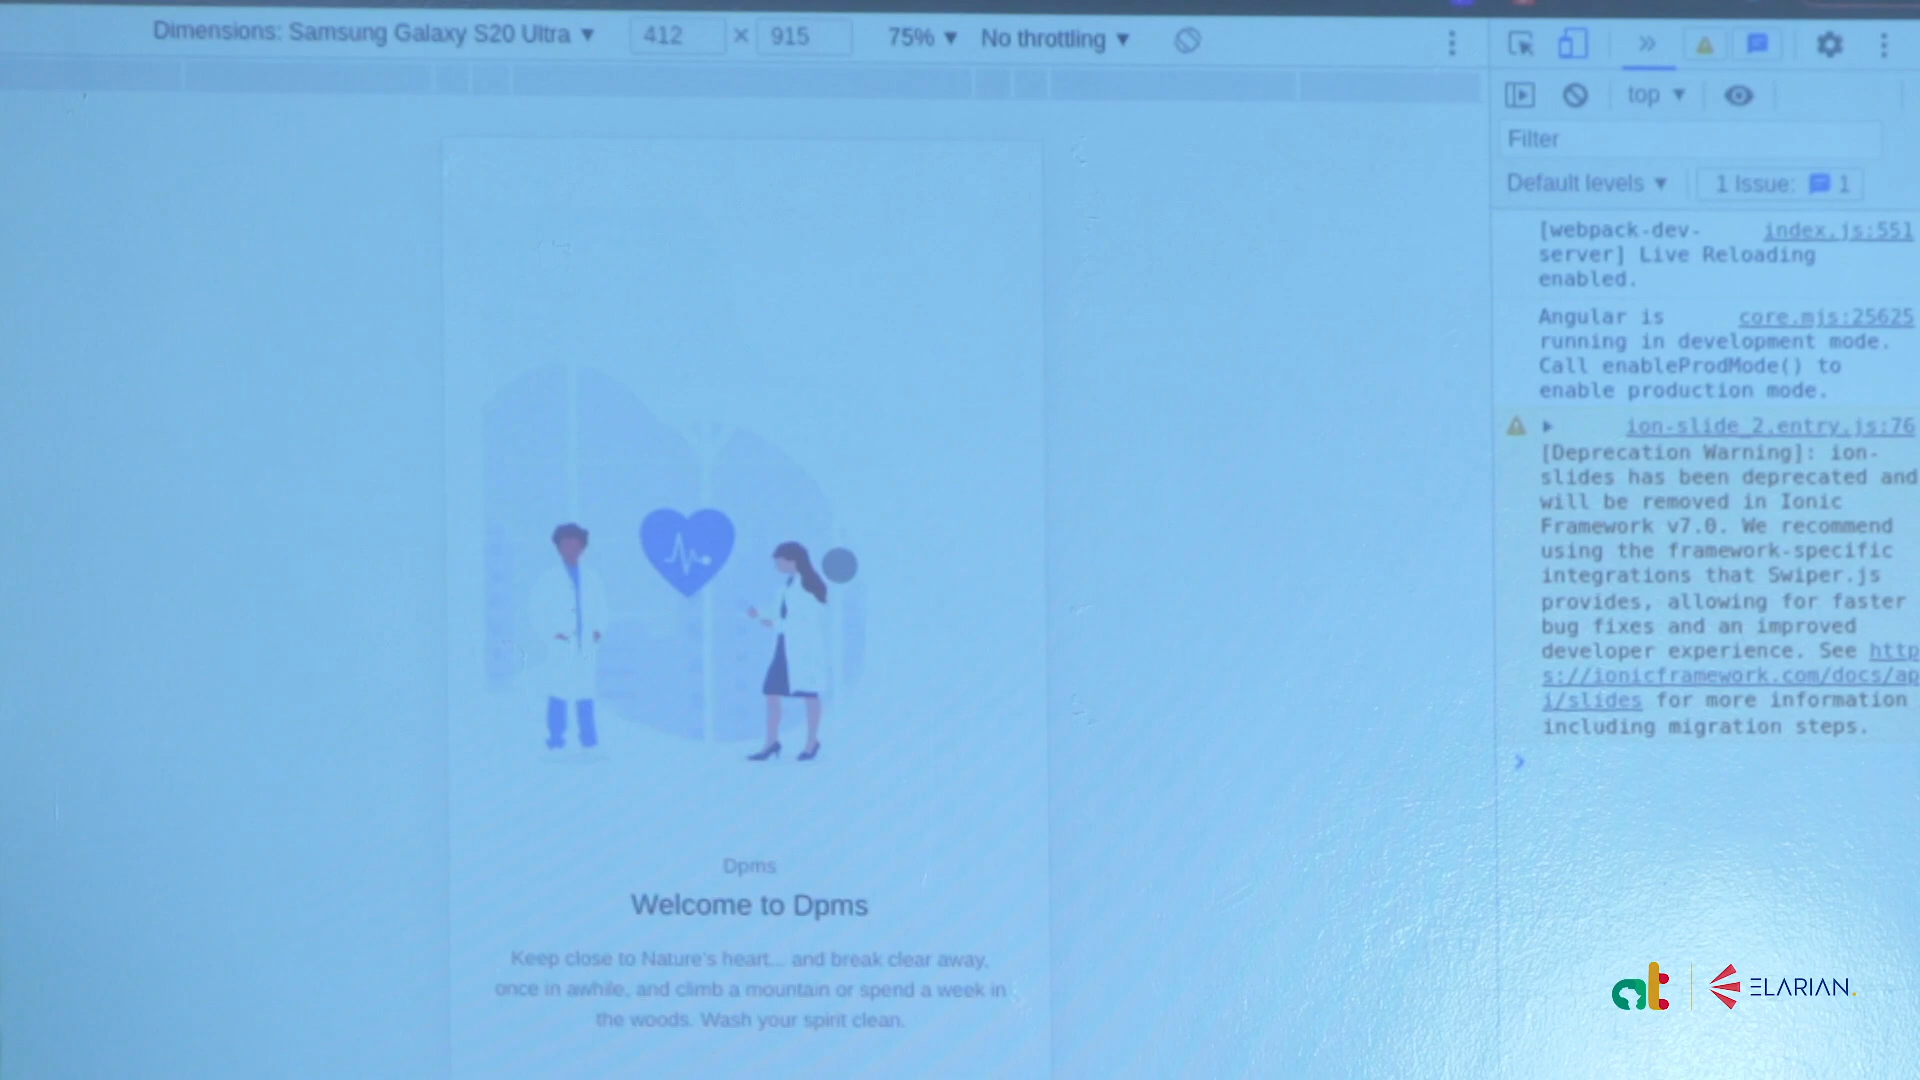 Dimensions: Samsung Galaxy S20 Ultra ▼ 412 × 915 75% ▼ No throttling ▼
top ▼
Filter
Default levels ▼ 1 Issue: 1
[webpack-dev- index.js:551
server] Live Reloading
enabled.
Angular is core.mjs:25625
running in development mode.
Call enableProdMode() to
enable production mode.
ion-slide_2.entry.js:76
[Deprecation Warning]: ion-
slides has been deprecated and
will be removed in Ionic
Framework v7.0. We recommend
using the framework-specific
integrations that Swiper.js
provides, allowing for faster
bug fixes and an improved
developer experience. See http
s://ionicframework.com/docs/ap
i/slides for more information
including migration steps.
Dpms
Welcome to Dpms
Keep close to Nature's heart... and break clear away,
once in awhile, and climb a mountain or spend a week in
the woods. Wash your spirit clean.
at ELARIAN.